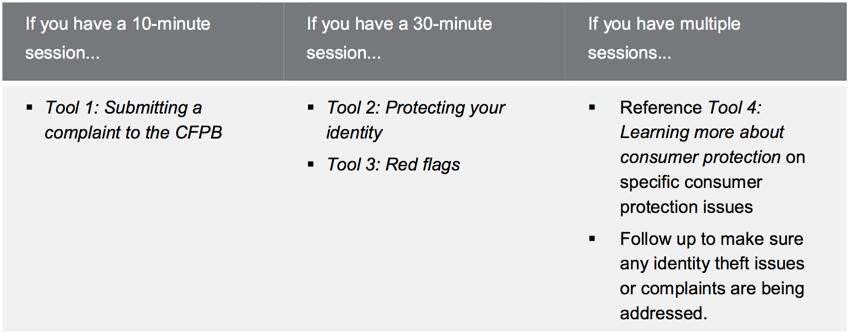 If you have a 10-minute
session...
If you have a 30-minute
session...
If you have multiple
sessions...
▪ Tool 1: Submitting a
complaint to the CFPB
▪ Tool 2: Protecting your
identity
▪ Tool 3: Red flags
▪ Reference Tool 4:
Learning more about
consumer protection on
specific consumer
protection issues
▪ Follow up to make sure
any identity theft issues
or complaints are being
addressed.